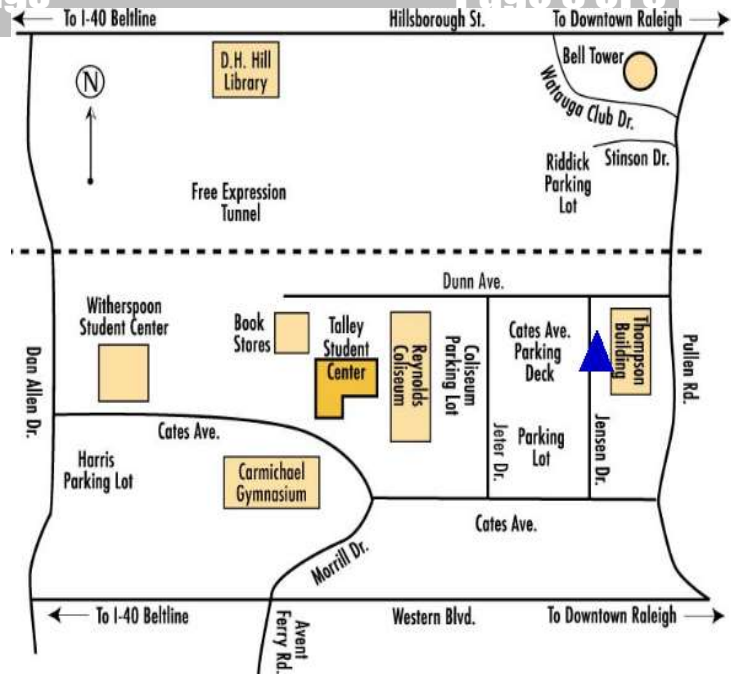 To I-40 Beltline
Hillsborough St.
To Downtown Raleigh
D.H. Hill
Library
Bell Tower
N
Watauga Club Dr.
Stinson Dr.
Riddick
Parking
Lot
Free Expression
Tunnel
Dunn Ave.
Witherspoon
Student Center
Book
Stores
Talley
Student
Center
Reynolds
Coliseum
Coliseum
Parking Lot
Cates Ave.
Parking
Deck
Thompson
Building
Pullen Rd.
Dan Allen Dr.
Cates Ave.
Harris
Parking Lot
Carmichael
Gymnasium
Jeter Dr.
Parking
Lot
Jensen Dr.
Cates Ave.
Morrill Dr.
To I-40 Beltline
Avent
Ferry Rd.
Western Blvd.
To Downtown Raleigh